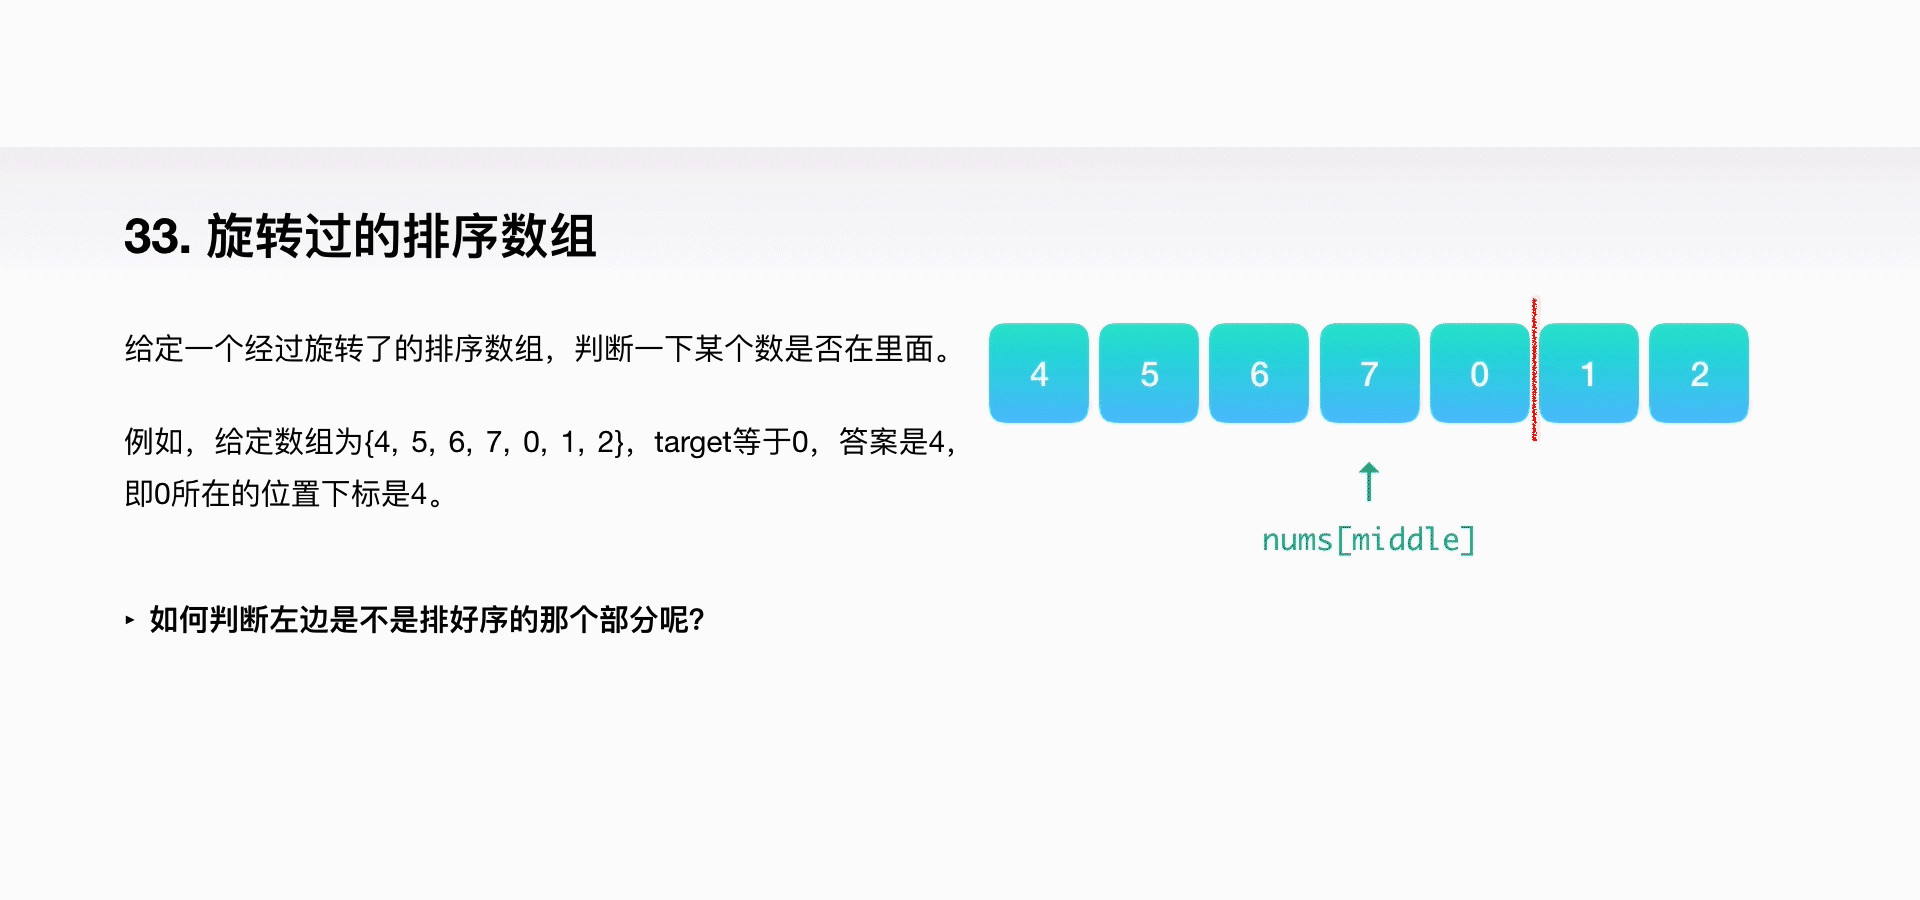 33. 旋转过的排序数组
给定一个经过旋转了的排序数组，判断一下某个数是否在里面。
例如，给定数组为{4, 5, 6, 7, 0, 1, 2}，target等于0，答案是4，
即0所在的位置下标是4。
‣ 如何判断左边是不是排好序的那个部分呢？
4 5 6 7 0 1 2
nums[middle]